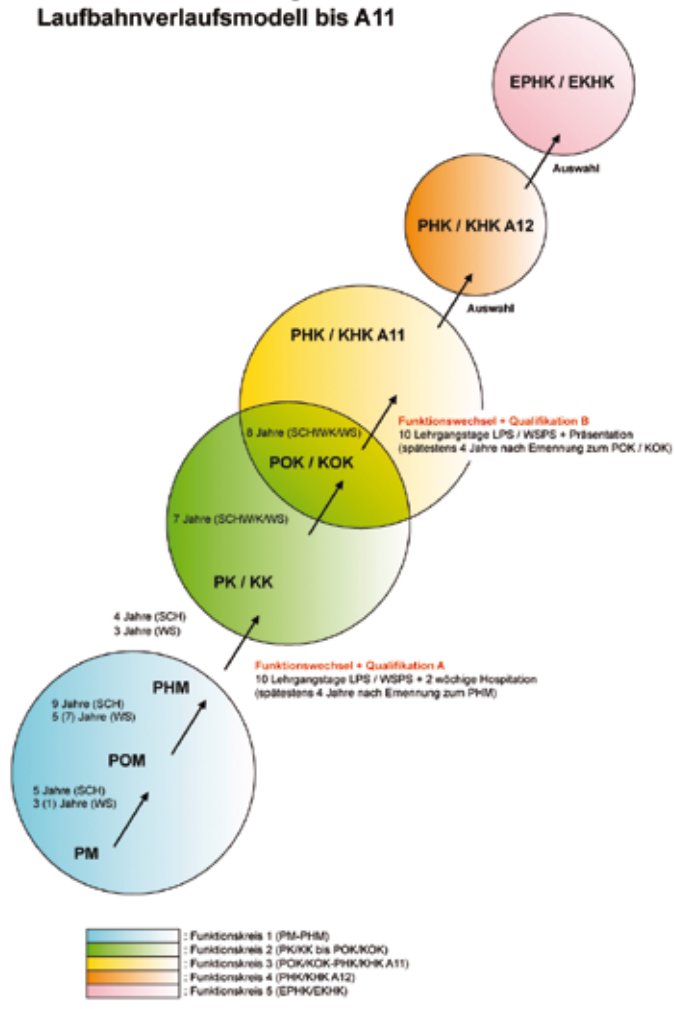 Laufbahnverlaufsmodell bis A11
EPHK / EKHK
Auswahl
PHK / KHK A12
Auswahl
PHK / KHK A11
Funktionswechsel + Qualifikation B
10 Lehrgangstage LPS / WSPS + Präsentation
(spätestens 4 Jahre nach Ernennung zum POK / KOK)
8 Jahre (SCH/WK/WS)
POK / KOK
7 Jahre (SCH/WK/WS)
PK / KK
4 Jahre (SCH)
3 Jahre (WS)
Funktionswechsel + Qualifikation A
10 Lehrgangstage LPS / WSPS + 2 wöchige Hospitation
(spätestens 4 Jahre nach Ernennung zum PHM)
PHM
9 Jahre (SCH)
5 (7) Jahre (WS)
POM
5 Jahre (SCH)
3 (1) Jahre (WS)
PM
: Funktionskreis 1 (PM-PHM)
: Funktionskreis 2 (PK/KK bis POK/KOK)
: Funktionskreis 3 (POK/KOK-PHK/KHK A11)
: Funktionskreis 4 (PHK/KHK A12)
: Funktionskreis 5 (EPHK/EKHK)